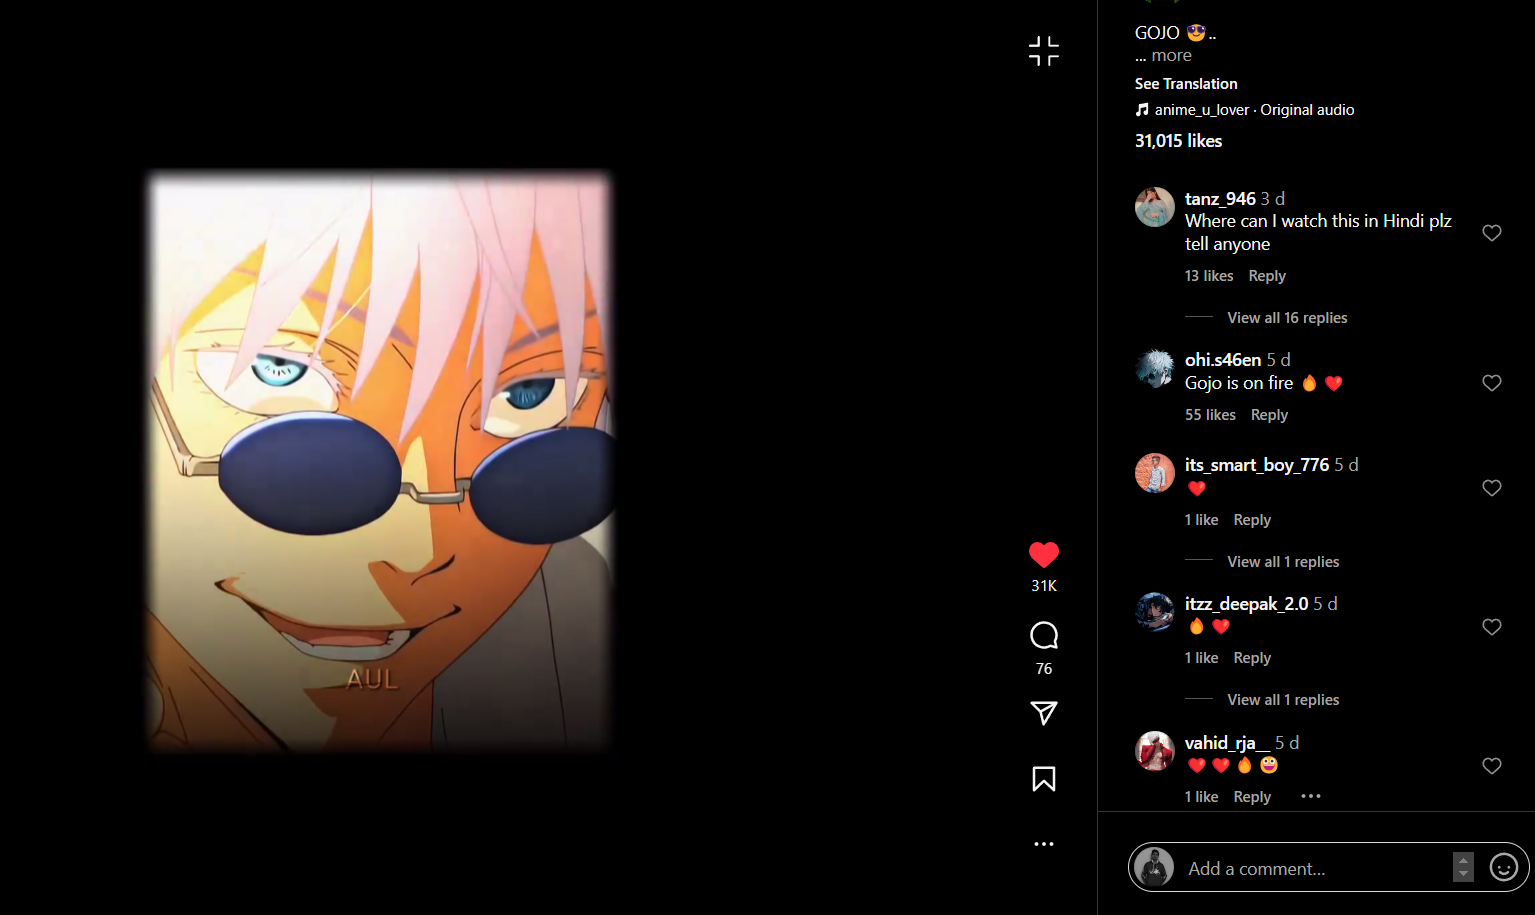 AUL
31K
76
GOJO 😎..
... more
See Translation
anime_u_lover · Original audio
31,015 likes
tanz_946 3 d
Where can I watch this in Hindi plz
tell anyone
13 likes Reply
View all 16 replies
ohi.s46en 5 d
Gojo is on fire 🔥 ❤️
55 likes Reply
its_smart_boy_776 5 d
❤️
1 like Reply
View all 1 replies
itzz_deepak_2.0 5 d
🔥 ❤️
1 like Reply
View all 1 replies
vahid_rja__ 5 d
❤️ ❤️ 🔥 😀
1 like Reply ...
Add a comment...